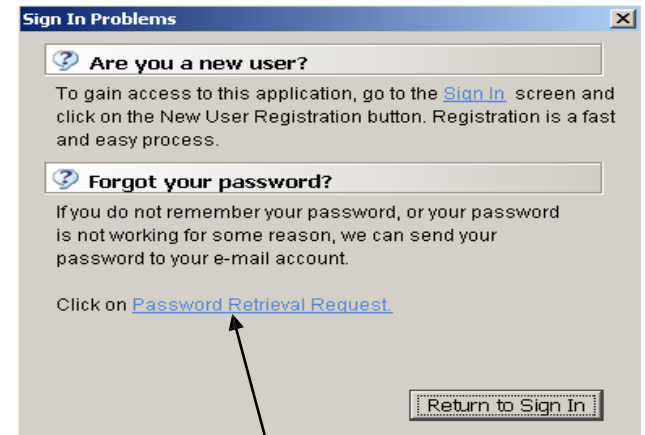 Sign In Problems
Are you a new user?
To gain access to this application, go to the Sign In screen and
click on the New User Registration button. Registration is a fast
and easy process.
Forgot your password?
If you do not remember your password, or your password
is not working for some reason, we can send your
password to your e-mail account.
Click on Password Retrieval Request.
Return to Sign In